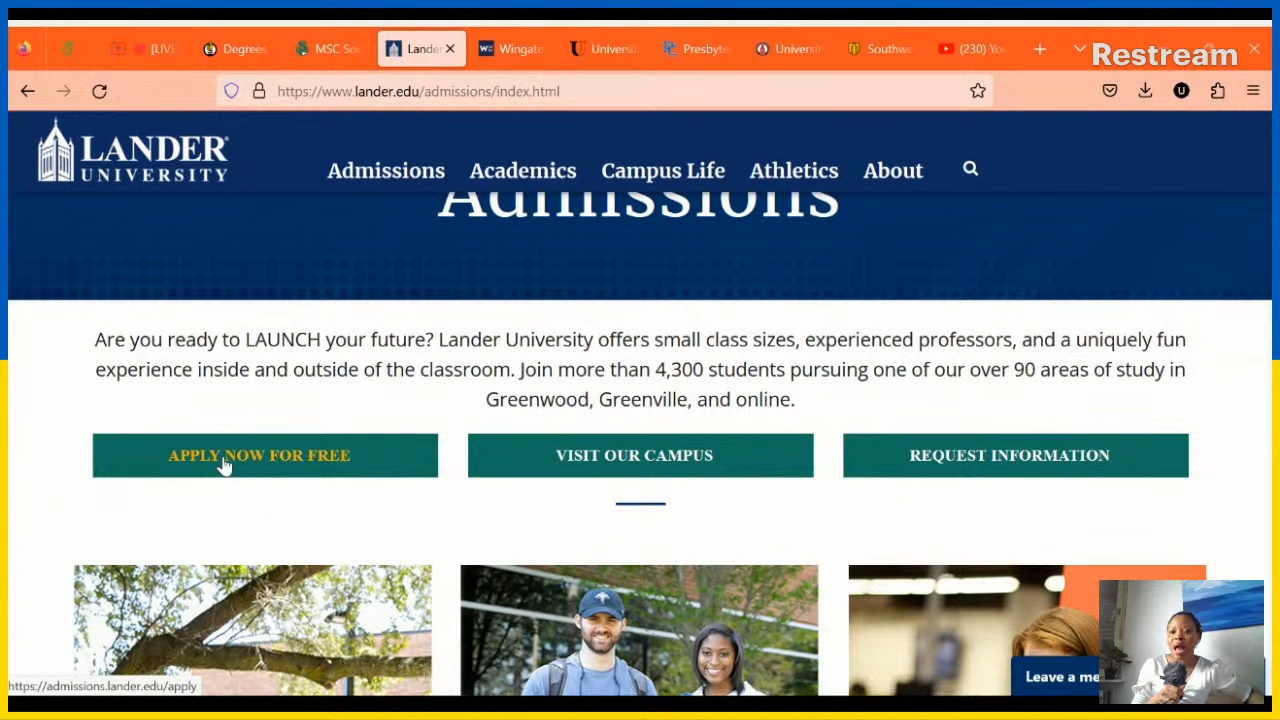 [LIVE
Degrees
MSC So
Lander
Wingate
Universit
Presbyte
Universit
Southwe
(230) Yo
Restream
https://www.lander.edu/admissions/index.html
LANDER
UNIVERSITY
Admissions
Academics
Campus Life
Athletics
About
Admissions
Are you ready to LAUNCH your future? Lander University offers small class sizes, experienced professors, and a uniquely fun
experience inside and outside of the classroom. Join more than 4,300 students pursuing one of our over 90 areas of study in
Greenwood, Greenville, and online.
APPLY NOW FOR FREE
VISIT OUR CAMPUS
REQUEST INFORMATION
Leave a me
https://admissions.lander.edu/apply